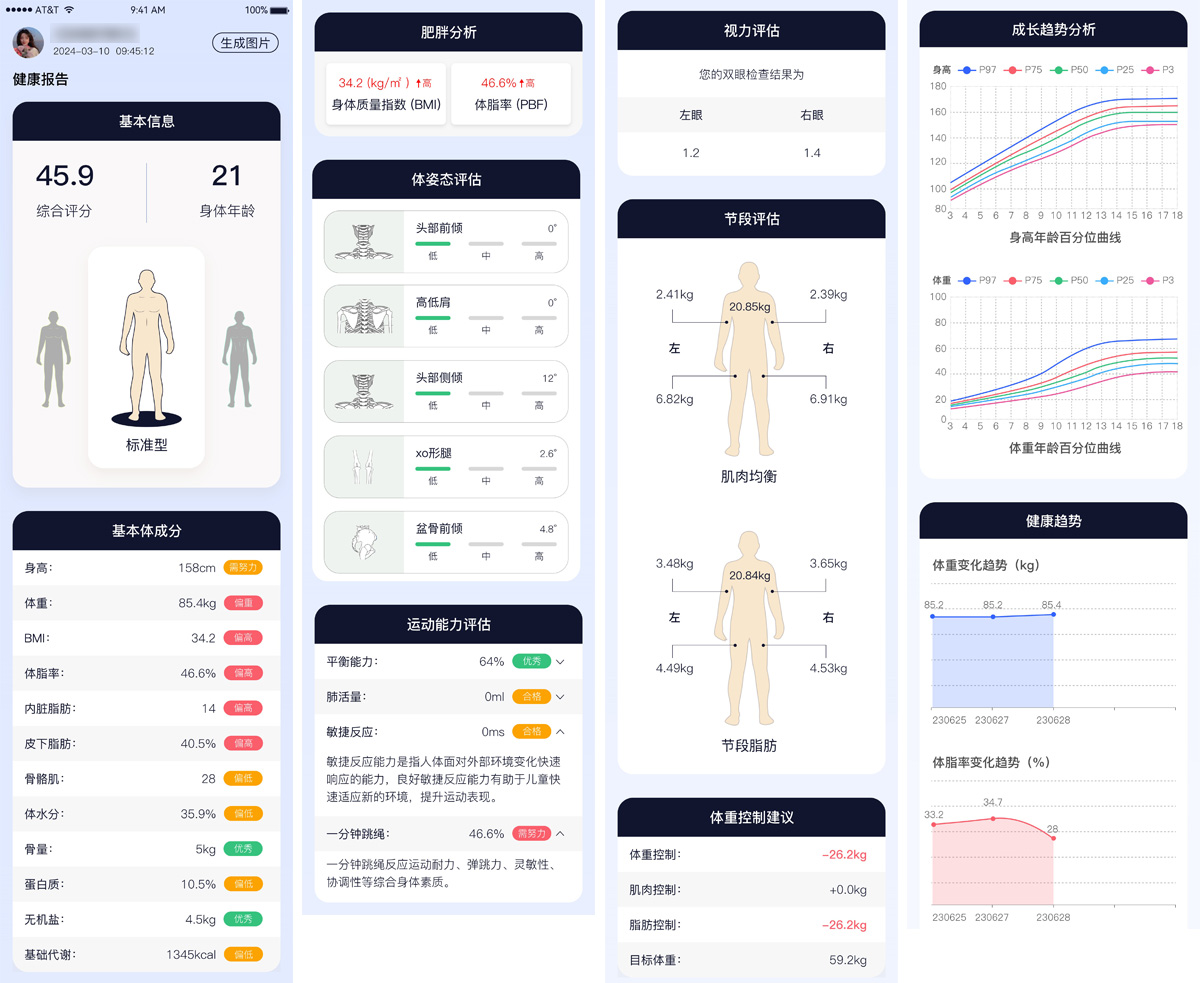 AT&T
9:41 AM
100%
2024-03-10 09:45:12
生成图片
健康报告
基本信息
45.9
21
综合评分
身体年龄
标准型
基本体成分
身高: 158cm 需努力
体重: 85.4kg 偏重
BMI: 34.2 偏高
体脂率: 46.6% 偏高
内脏脂肪: 14 偏高
皮下脂肪: 40.5% 偏高
骨骼肌: 28 偏低
体水分: 35.9% 偏低
骨量: 5kg 优秀
蛋白质: 10.5% 偏低
无机盐: 4.5kg 优秀
基础代谢: 1345kcal 偏低
肥胖分析
34.2 (kg/㎡) ↑高
46.6% ↑高
身体质量指数 (BMI)
体脂率 (PBF)
体姿态评估
头部前倾 0°
低 中 高
高低肩 0°
低 中 高
头部侧倾 12°
低 中 高
xo形腿 2.6°
低 中 高
盆骨前倾 4.8°
低 中 高
运动能力评估
平衡能力: 64% 优秀
肺活量: 0ml 合格
敏捷反应: 0ms 合格
敏捷反应能力是指人体面对外部环境变化快速
响应的能力，良好敏捷反应能力有助于儿童快
速适应新的环境，提升运动表现。
一分钟跳绳: 46.6% 需努力
一分钟跳绳反应运动耐力、弹跳力、灵敏性、
协调性等综合身体素质。
视力评估
您的双眼检查结果为
左眼 右眼
1.2 1.4
节段评估
2.41kg 2.39kg
20.85kg
左 右
6.82kg 6.91kg
肌肉均衡
3.48kg 3.65kg
20.84kg
左 右
4.49kg 4.53kg
节段脂肪
体重控制建议
体重控制: -26.2kg
肌肉控制: +0.0kg
脂肪控制: -26.2kg
目标体重: 59.2kg
成长趋势分析
身高 P97 P75 P50 P25 P3
180
160
140
120
100
80
3 4 5 6 7 8 9 10 11 12 13 14 15 16 17 18
身高年龄百分位曲线
体重 P97 P75 P50 P25 P3
100
80
60
40
20
0
3 4 5 6 7 8 9 10 11 12 13 14 15 16 17 18
体重年龄百分位曲线
健康趋势
体重变化趋势（kg）
85.2 85.2 85.4
230625 230627 230628
体脂率变化趋势（%）
34.7
33.2
28
230625 230627 230628